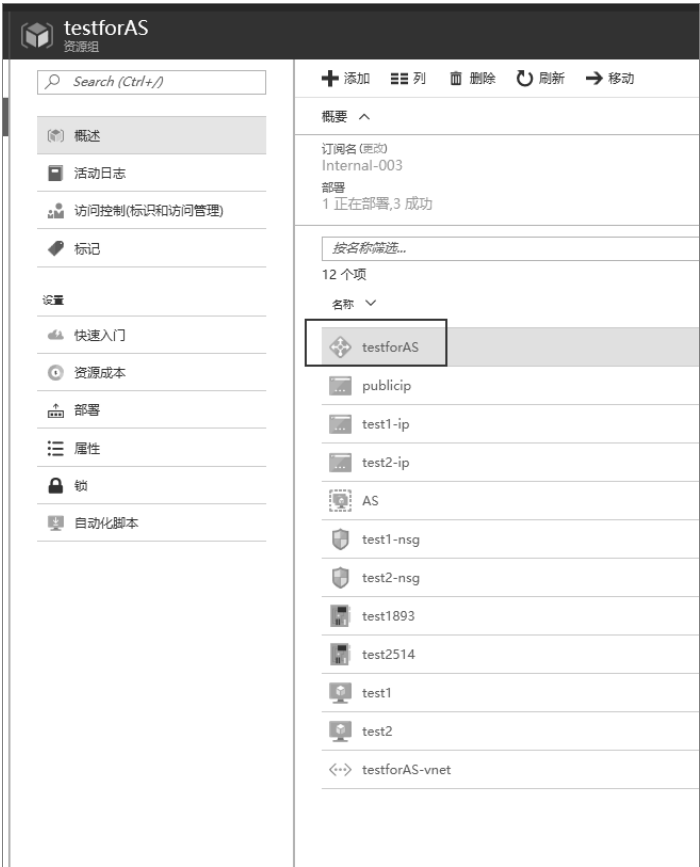 testforAS
资源组
Search (Ctrl+/)
概述
活动日志
访问控制(标识和访问管理)
标记
设置
快速入门
资源成本
部署
属性
锁
自动化脚本
添加 列 删除 刷新 移动
概要
订阅名 (更改)
Internal-003
部署
1 正在部署,3 成功
按名称筛选...
12 个项
名称
testforAS
publicip
test1-ip
test2-ip
AS
test1-nsg
test2-nsg
test1893
test2514
test1
test2
testforAS-vnet